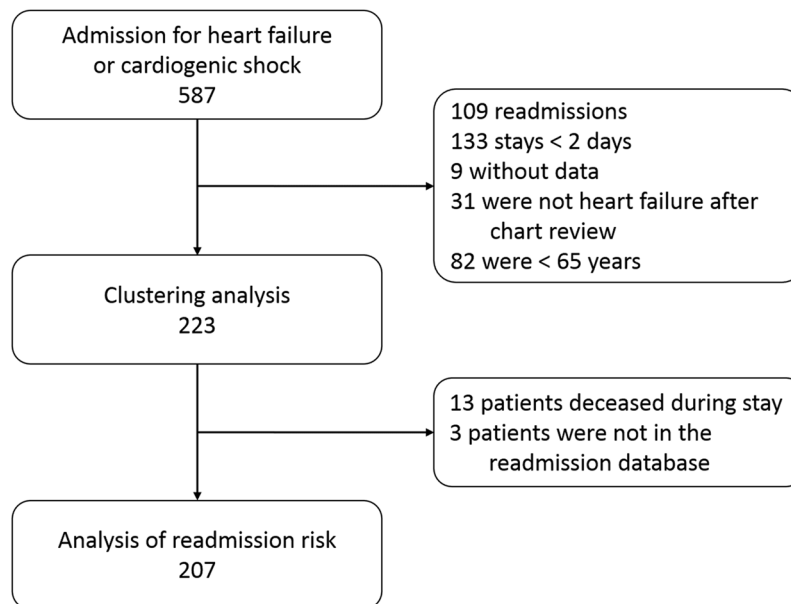 Admission for heart failure
or cardiogenic shock
587
109 readmissions
133 stays < 2 days
9 without data
31 were not heart failure after
chart review
82 were < 65 years
Clustering analysis
223
13 patients deceased during stay
3 patients were not in the
readmission database
Analysis of readmission risk
207